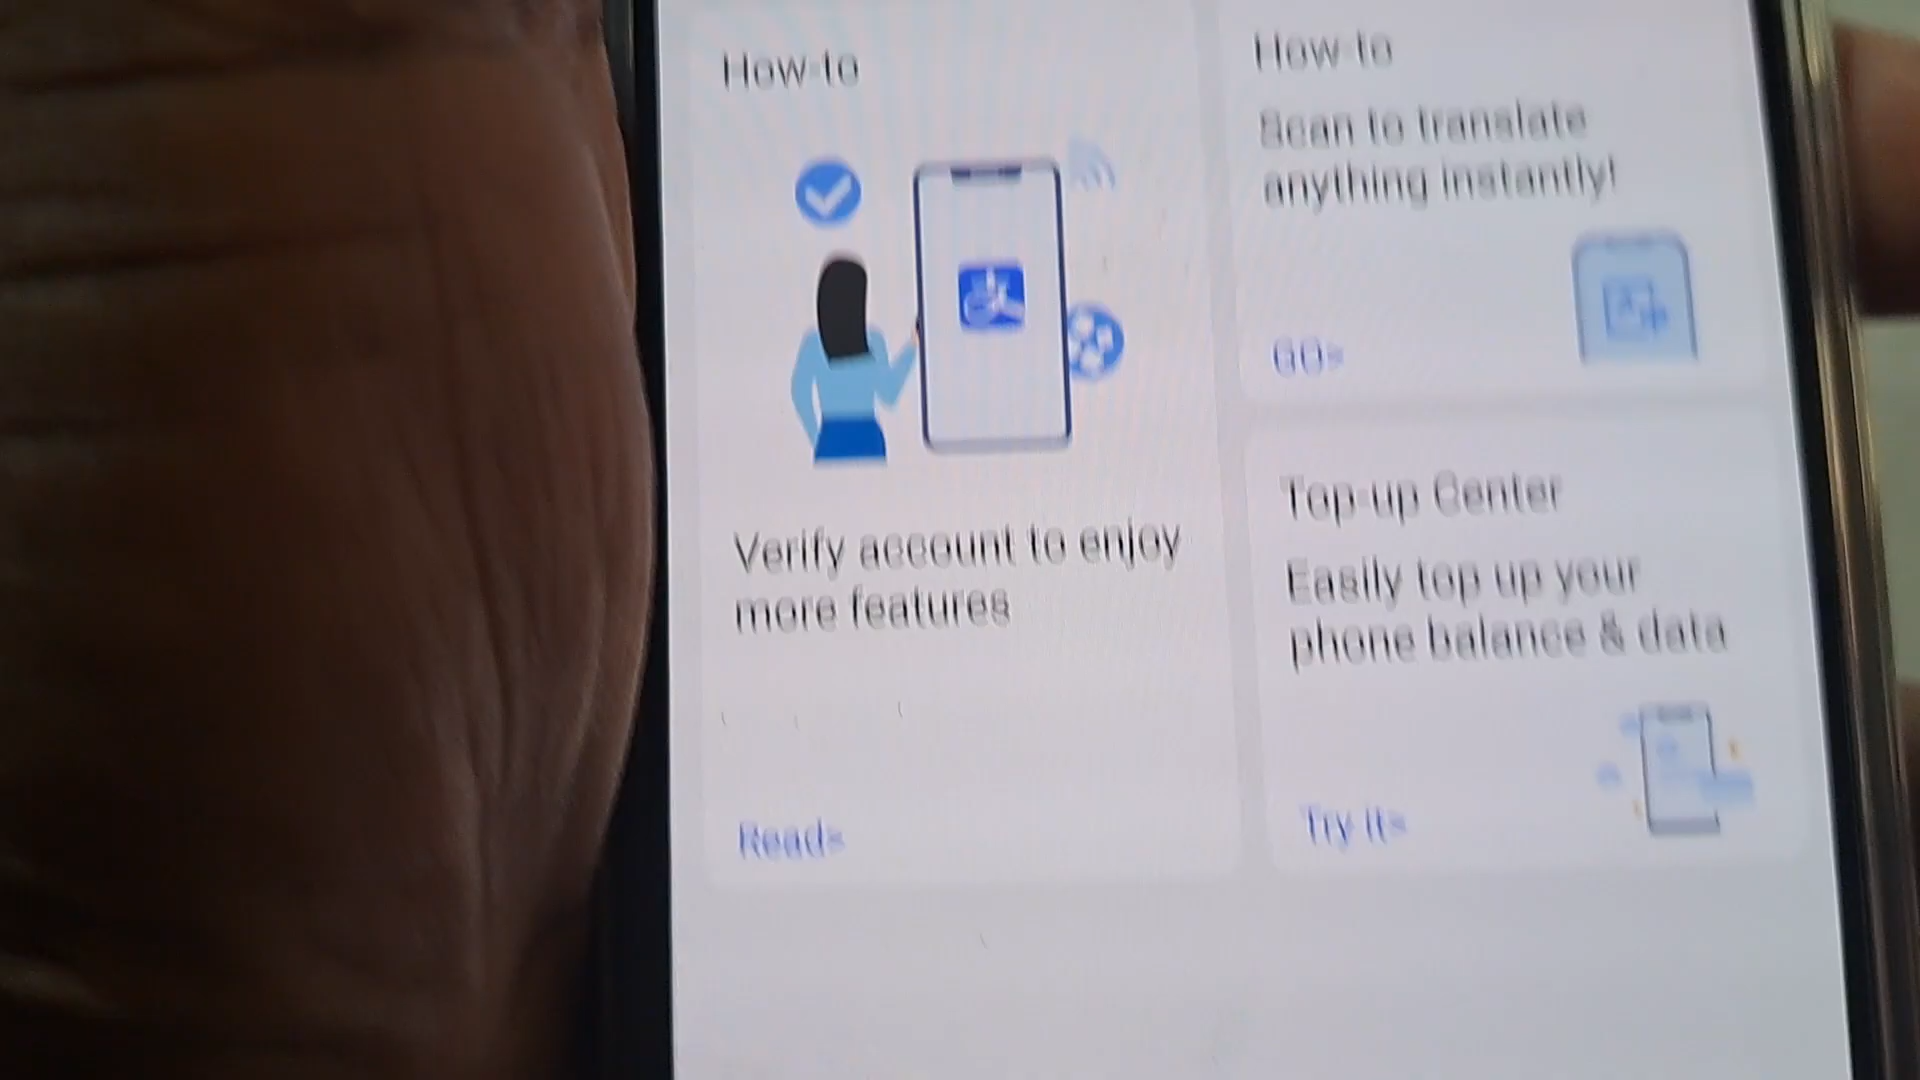 How-to
Verify account to enjoy
more features
Read>
How-to
Scan to translate
anything instantly!
GO>
Top-up Center
Easily top up your
phone balance & data
Try it>